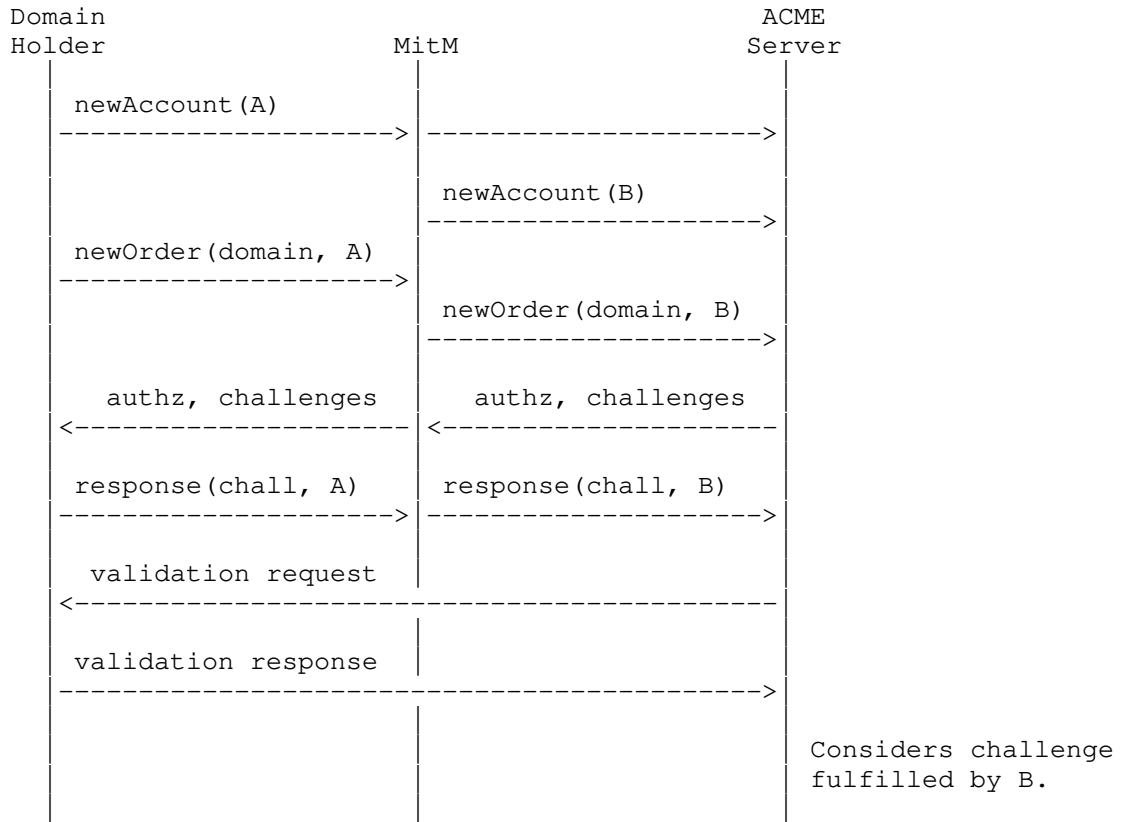 Domain ACME
Holder MitM Server
newAccount(A)
newAccount(B)
newOrder(domain, A)
newOrder(domain, B)
authz, challenges authz, challenges
response(chall, A) response(chall, B)
validation request
validation response
Considers challenge
fulfilled by B.